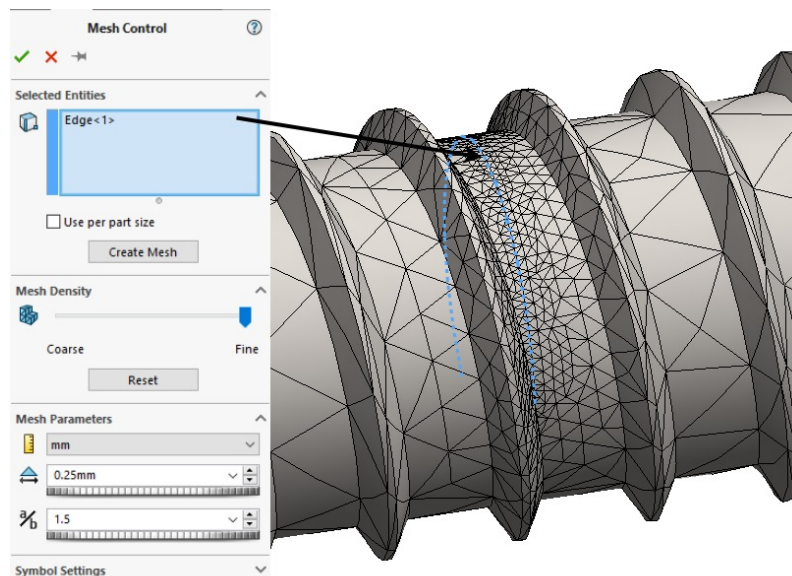 Mesh Control
Selected Entities
Edge<1>
Use per part size
Create Mesh
Mesh Density
Coarse
Fine
Reset
Mesh Parameters
mm
0.25mm
a/b
1.5
Symbol Settings